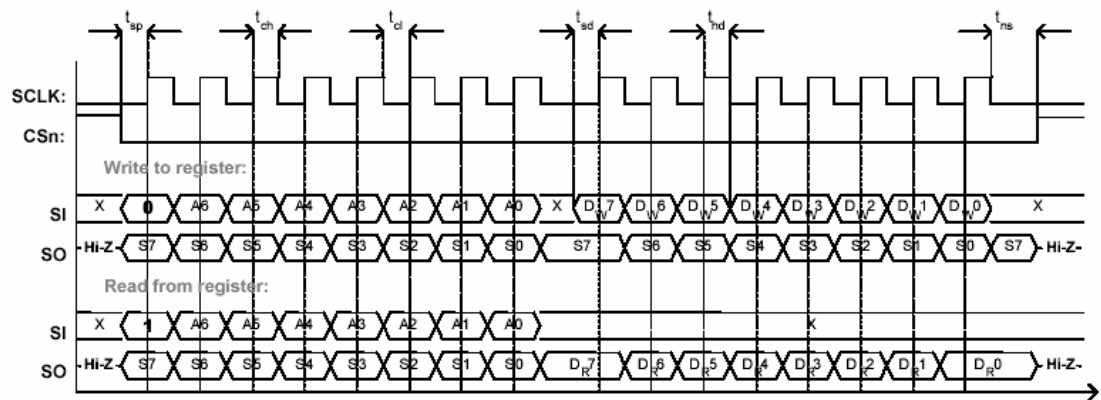 tsp tch tcl tsd thd tns
SCLK:
CSn:
Write to register:
SI X 0 A6 A5 A4 A3 A2 A1 A0 X DW7 DW6 DW5 DW4 DW3 DW2 DW1 DW0 X
SO Hi-Z S7 S6 S5 S4 S3 S2 S1 S0 S7 S6 S5 S4 S3 S2 S1 S0 S7 Hi-Z
Read from register:
SI X 1 A6 A5 A4 A3 A2 A1 A0 X
SO Hi-Z S7 S6 S5 S4 S3 S2 S1 S0 DR7 DR6 DR5 DR4 DR3 DR2 DR1 DR0 Hi-Z